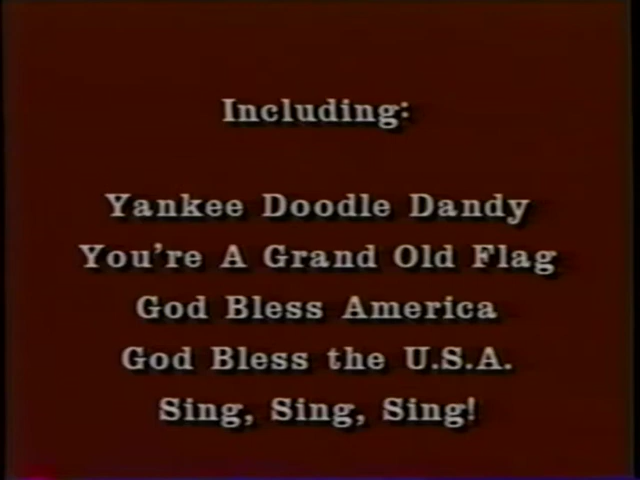 Including:
Yankee Doodle Dandy
You're A Grand Old Flag
God Bless America
God Bless the U.S.A.
Sing, Sing, Sing!